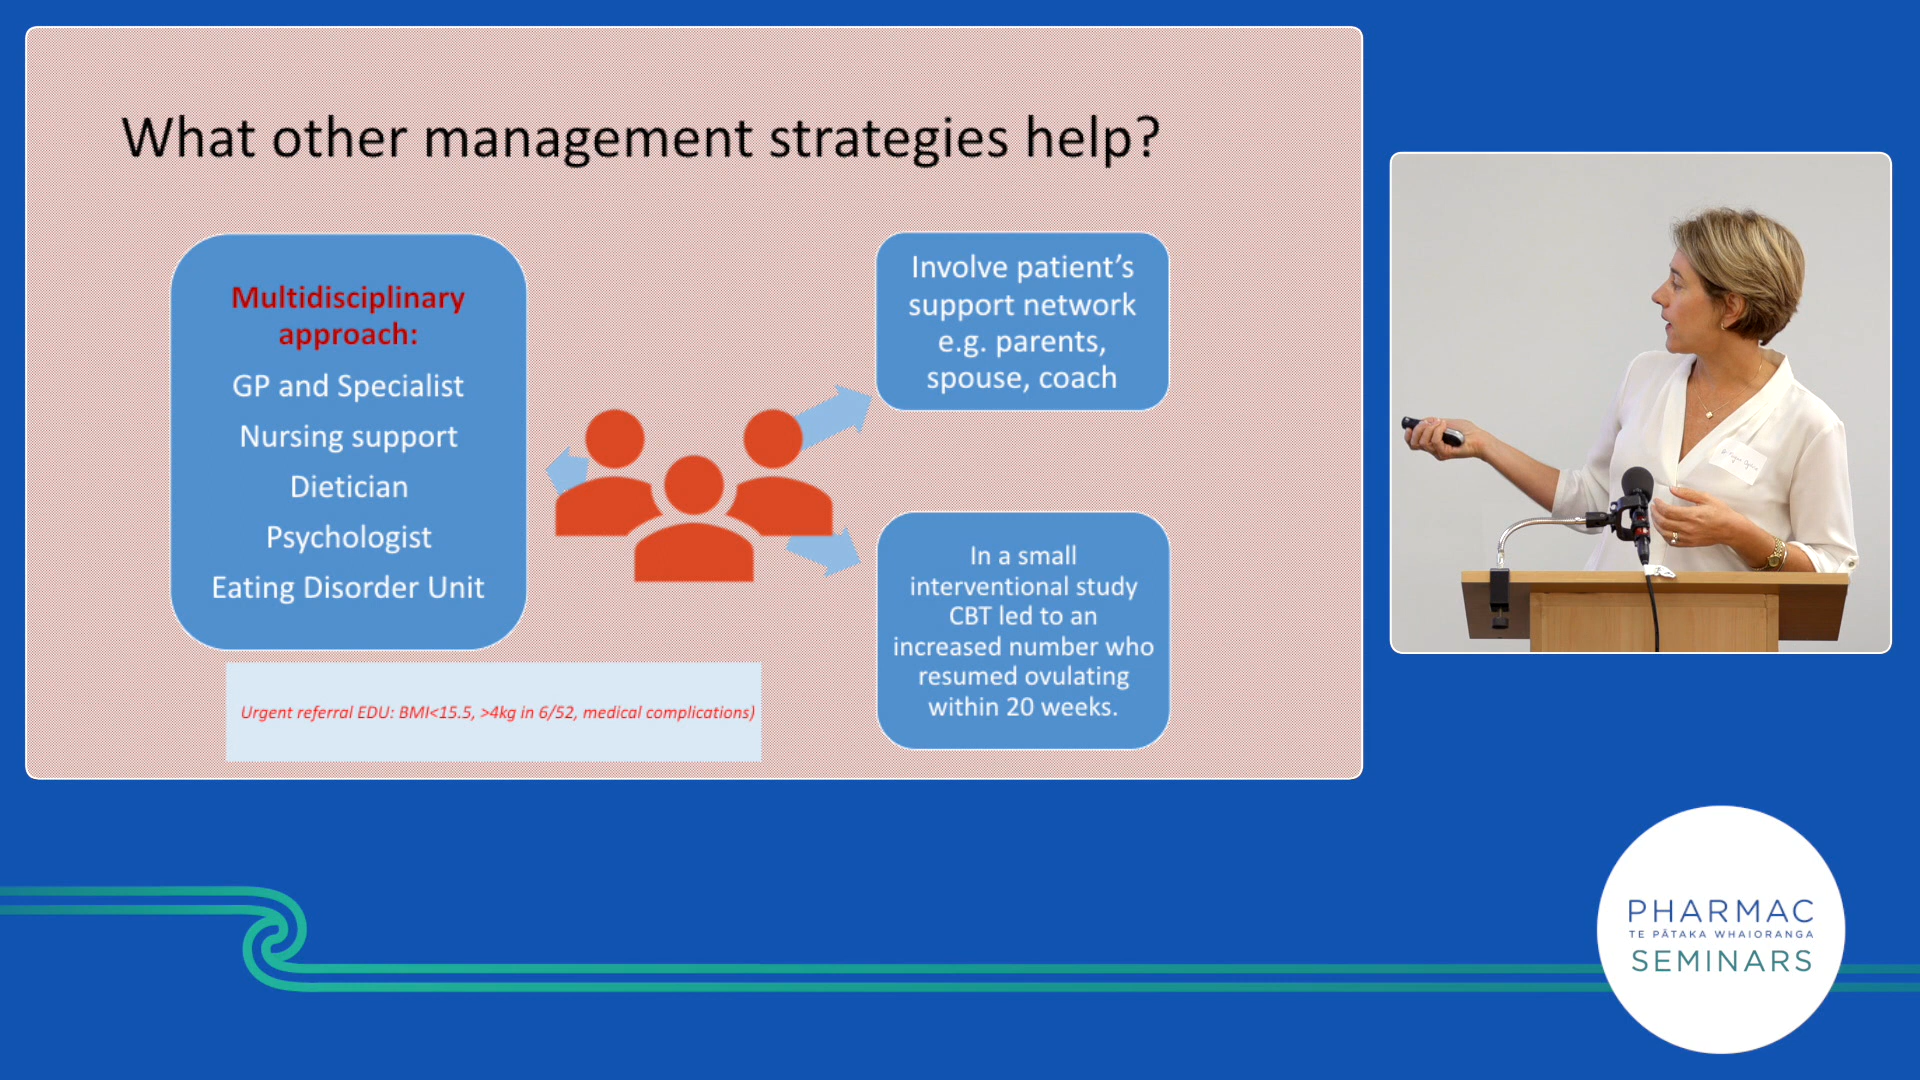 What other management strategies help?
Multidisciplinary
approach:
GP and Specialist
Nursing support
Dietician
Psychologist
Eating Disorder Unit
Urgent referral EDU: BMI<15.5, >4kg in 6/52, medical complications)
Involve patient’s
support network
e.g. parents,
spouse, coach
In a small
interventional study
CBT led to an
increased number who
resumed ovulating
within 20 weeks.
PHARMAC
TE PĀTAKA WHAIORANGA
SEMINARS